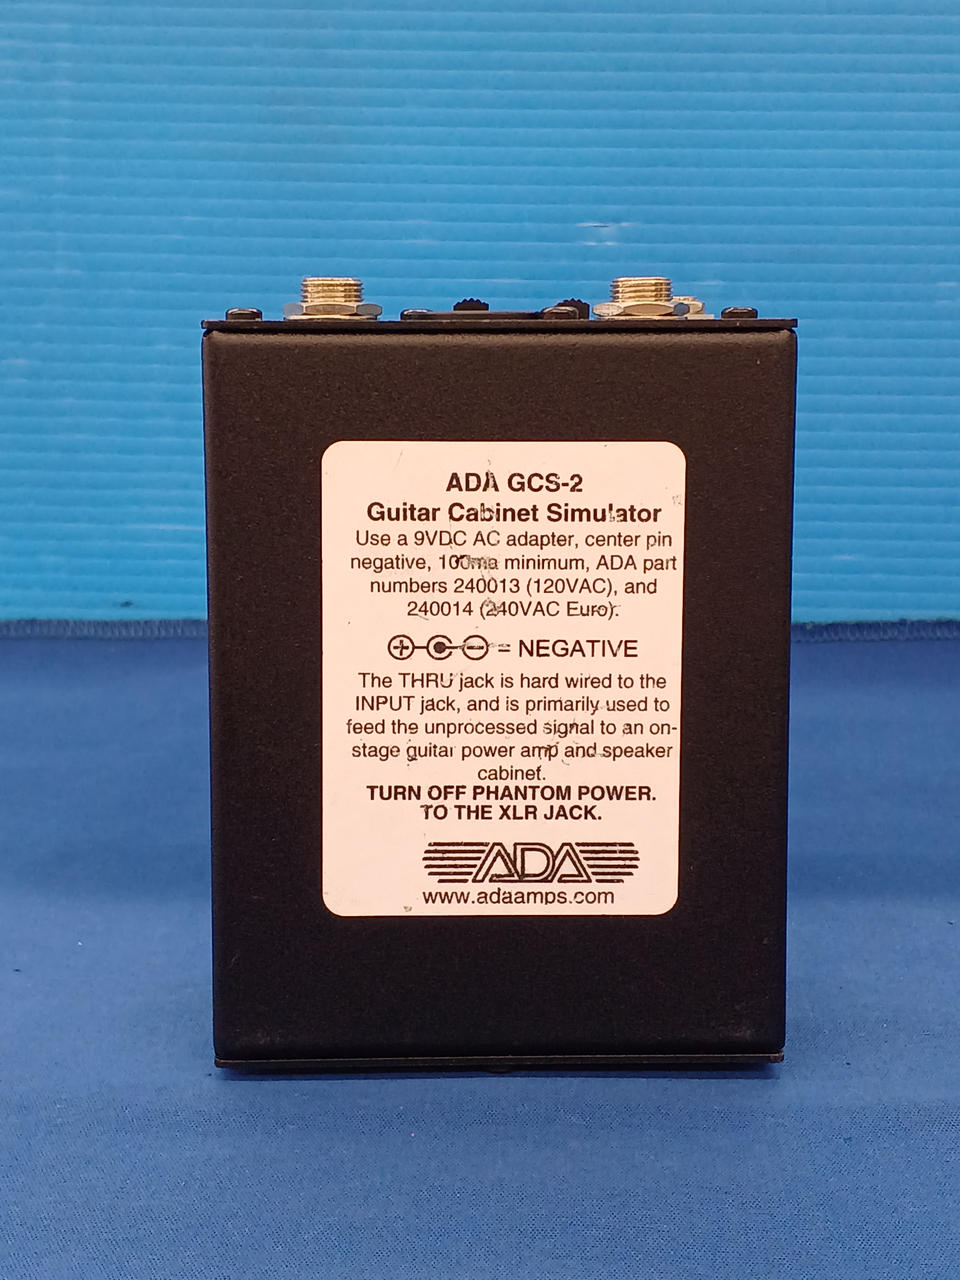 ADA GCS-2
Guitar Cabinet Simulator
Use a 9VDC AC adapter, center pin
negative, 100ma minimum, ADA part
numbers 240013 (120VAC), and
240014 (240VAC Euro).
= NEGATIVE
The THRU jack is hard wired to the
INPUT jack, and is primarily used to
feed the unprocessed signal to an on-
stage guitar power amp and speaker
cabinet.
TURN OFF PHANTOM POWER.
TO THE XLR JACK.
ADA
www.adaamps.com